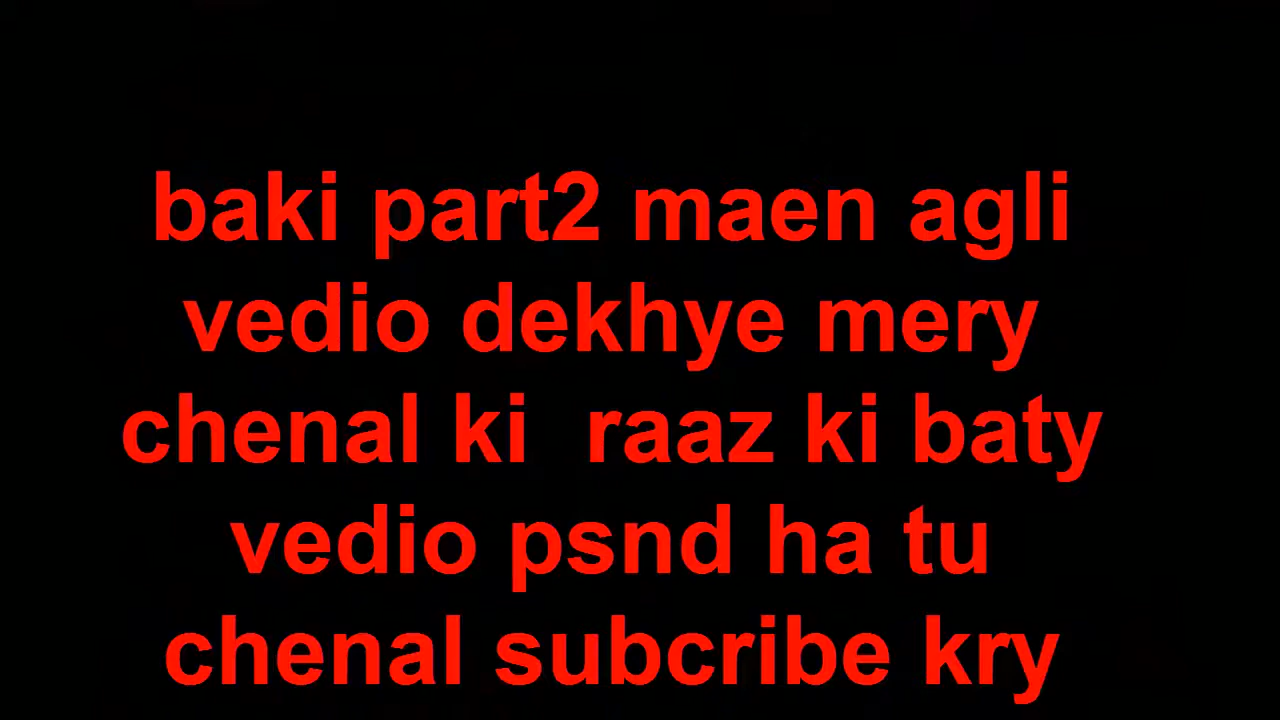 baki part2 maen agli
vedio dekhye mery
chenal ki raaz ki baty
vedio psnd ha tu
chenal subcribe kry